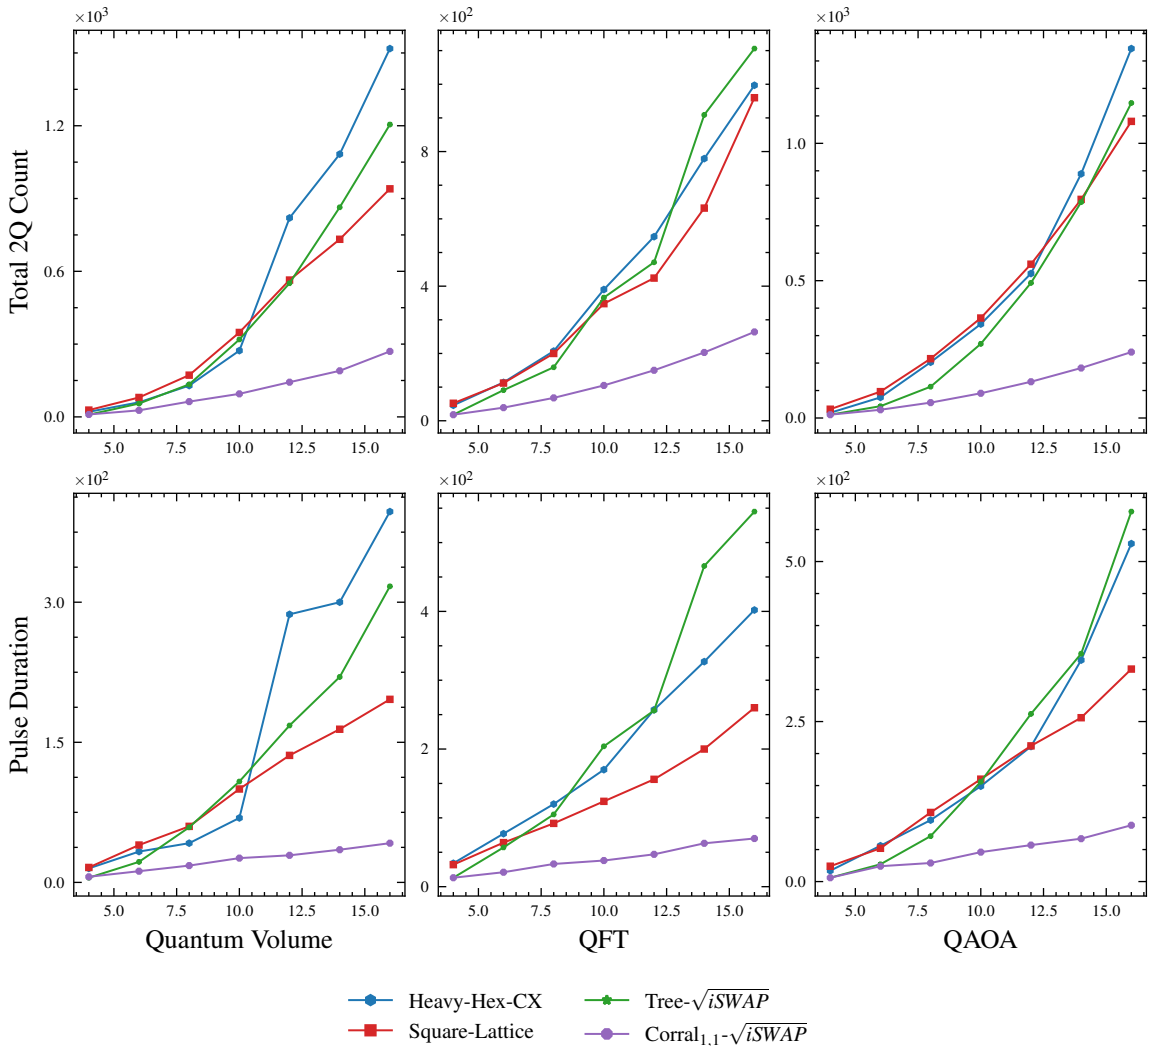 ×10³
×10²
×10³
Total 2Q Count
1.2
0.6
0.0
8
4
0
1.0
0.5
0.0
5.0 7.5 10.0 12.5 15.0
5.0 7.5 10.0 12.5 15.0
5.0 7.5 10.0 12.5 15.0
×10²
×10²
×10²
Pulse Duration
3.0
1.5
0.0
4
2
0
5.0
2.5
0.0
5.0 7.5 10.0 12.5 15.0
5.0 7.5 10.0 12.5 15.0
5.0 7.5 10.0 12.5 15.0
Quantum Volume
QFT
QAOA
Heavy-Hex-CX
Square-Lattice
Tree-√iSWAP
Corral₁,₁-√iSWAP